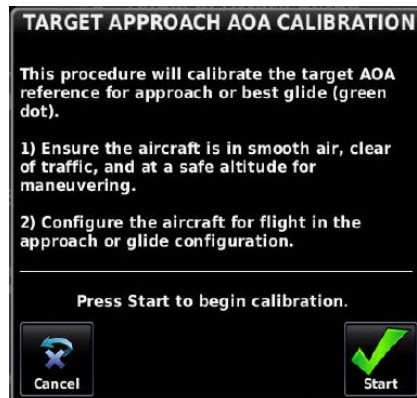 TARGET APPROACH AOA CALIBRATION
This procedure will calibrate the target AOA
reference for approach or best glide (green
dot).
1) Ensure the aircraft is in smooth air, clear
of traffic, and at a safe altitude for
maneuvering.
2) Configure the aircraft for flight in the
approach or glide configuration.
Press Start to begin calibration.
Cancel
Start